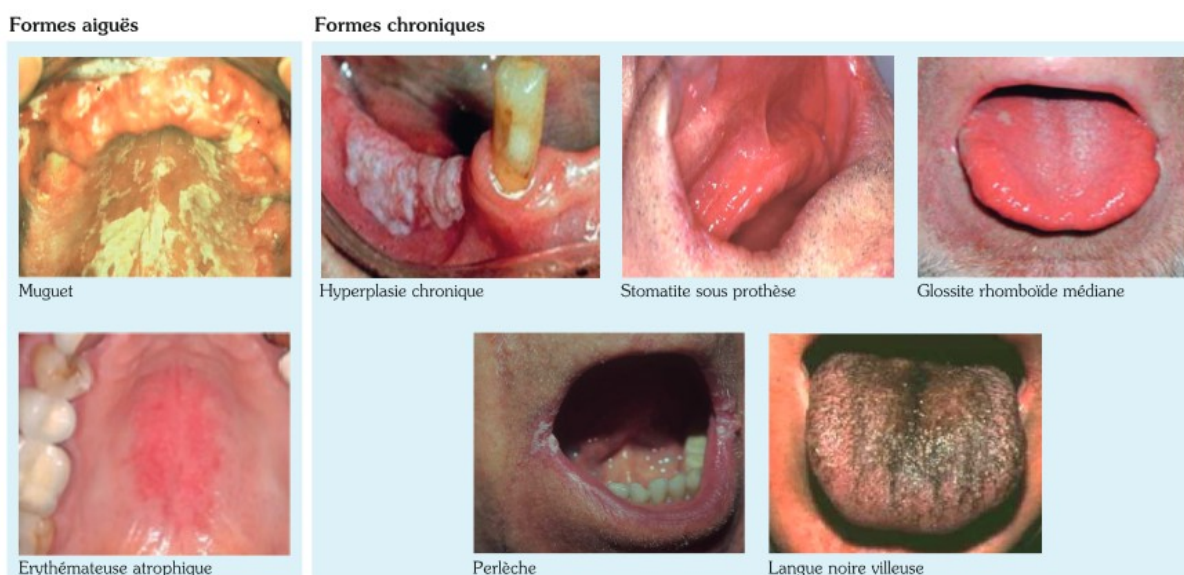 Formes aiguës
Formes chroniques
Muguet
Hyperplasie chronique
Stomatite sous prothèse
Glossite rhomboïde médiane
Erythémateuse atrophique
Perlèche
Langue noire villeuse